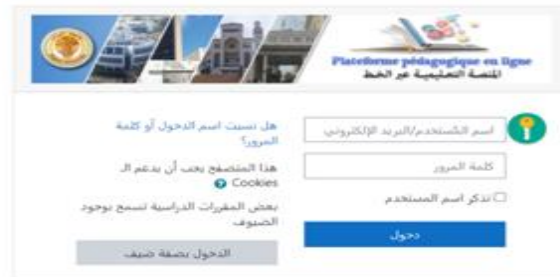 Plateforme pédagogique en ligne
المنصة التعليمية عبر الخط
اسم المُستخدم/البريد الإلكتروني
كلمة المرور
تذكر اسم المستخدم
دخول
هل نسيت اسم الدخول أو كلمة
المرور؟
هذا المتصفح يجب أن يدعم الـ
Cookies
بعض المقررات الدراسية تسمح بوجود
الضيوف
الدخول بصفة ضيف